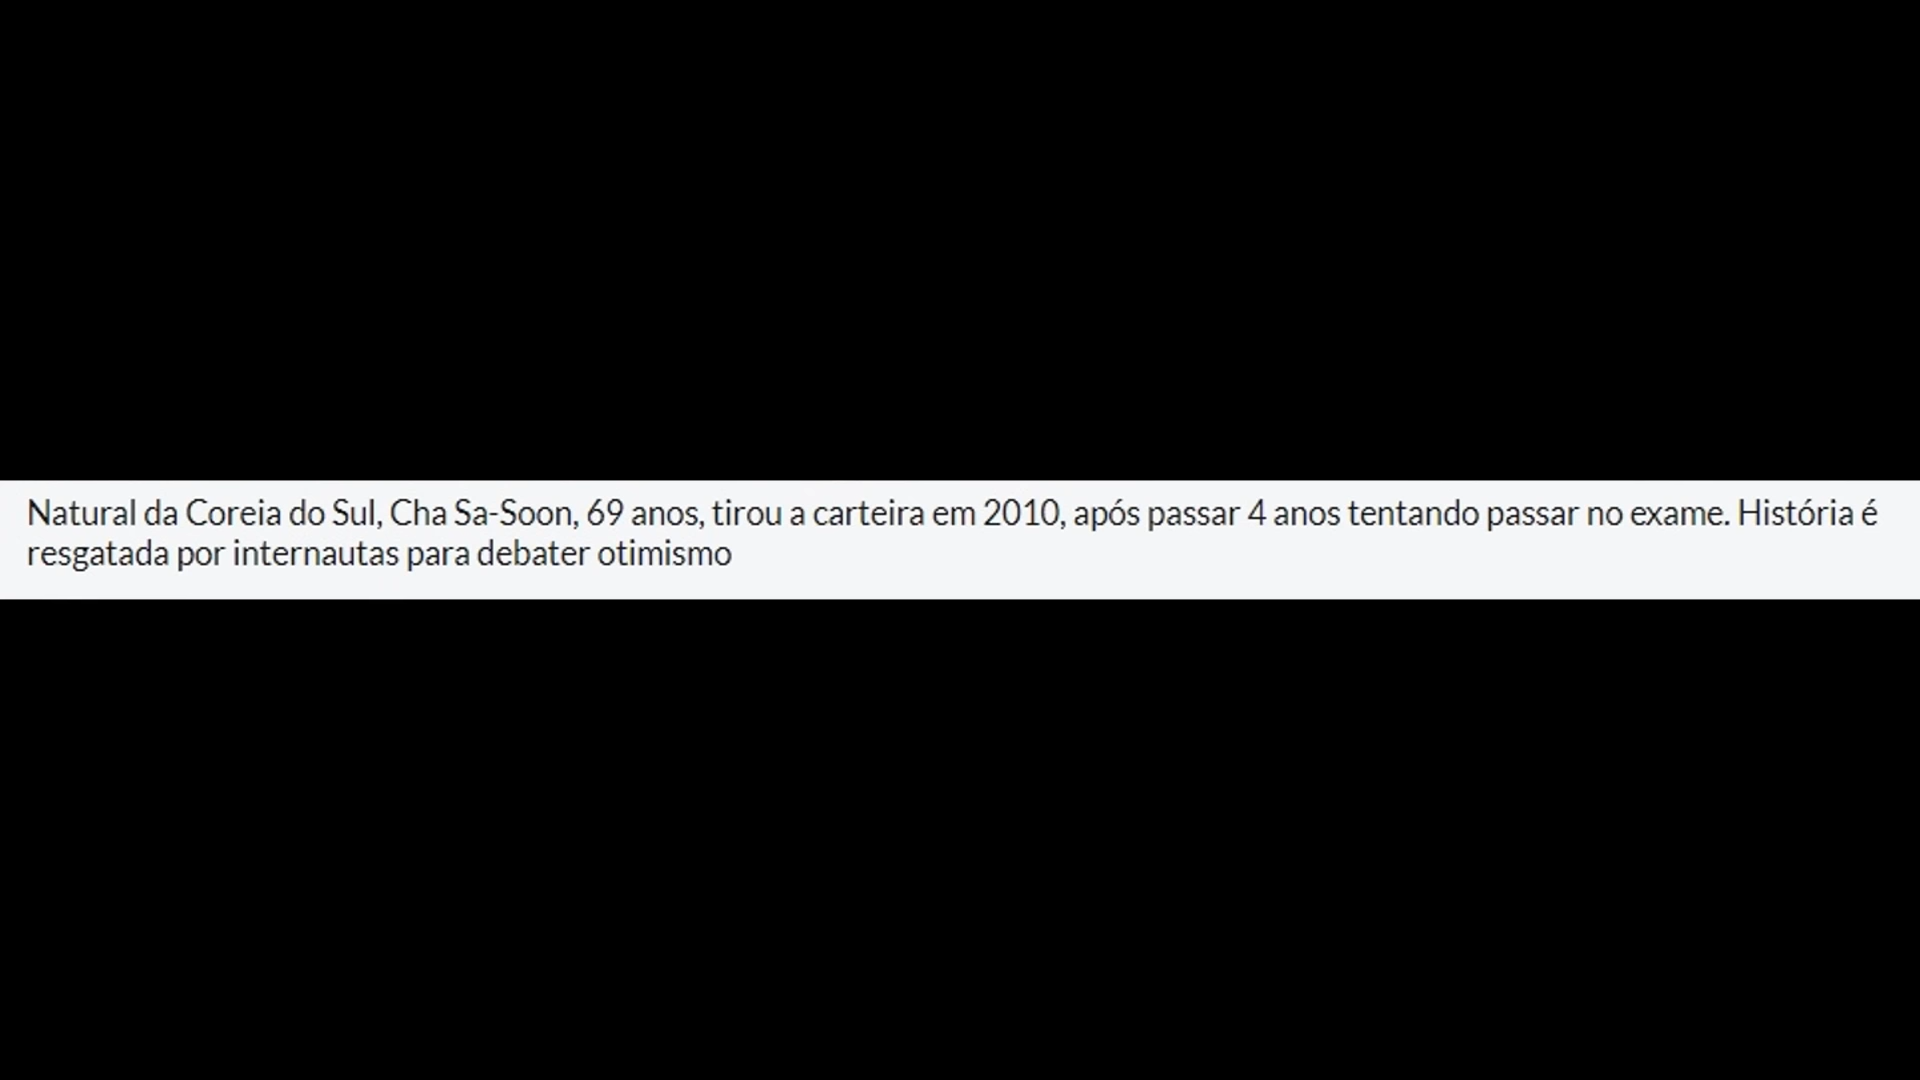 Natural da Coreia do Sul, Cha Sa-Soon, 69 anos, tirou a carteira em 2010, após passar 4 anos tentando passar no exame. História é
resgatada por internautas para debater otimismo